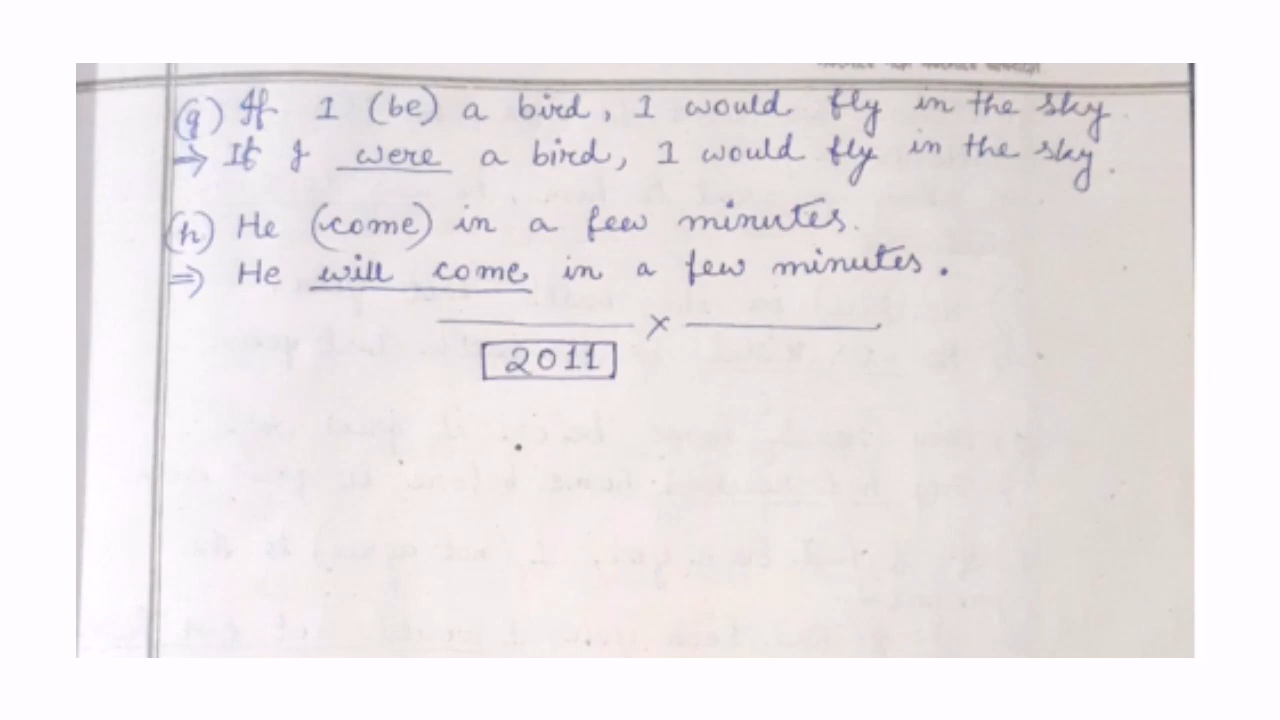 (g) If I (be) a bird, I would fly in the sky.
⇒ If I were a bird, I would fly in the sky.
(h) He (come) in a few minutes.
⇒ He will come in a few minutes.
×
2011